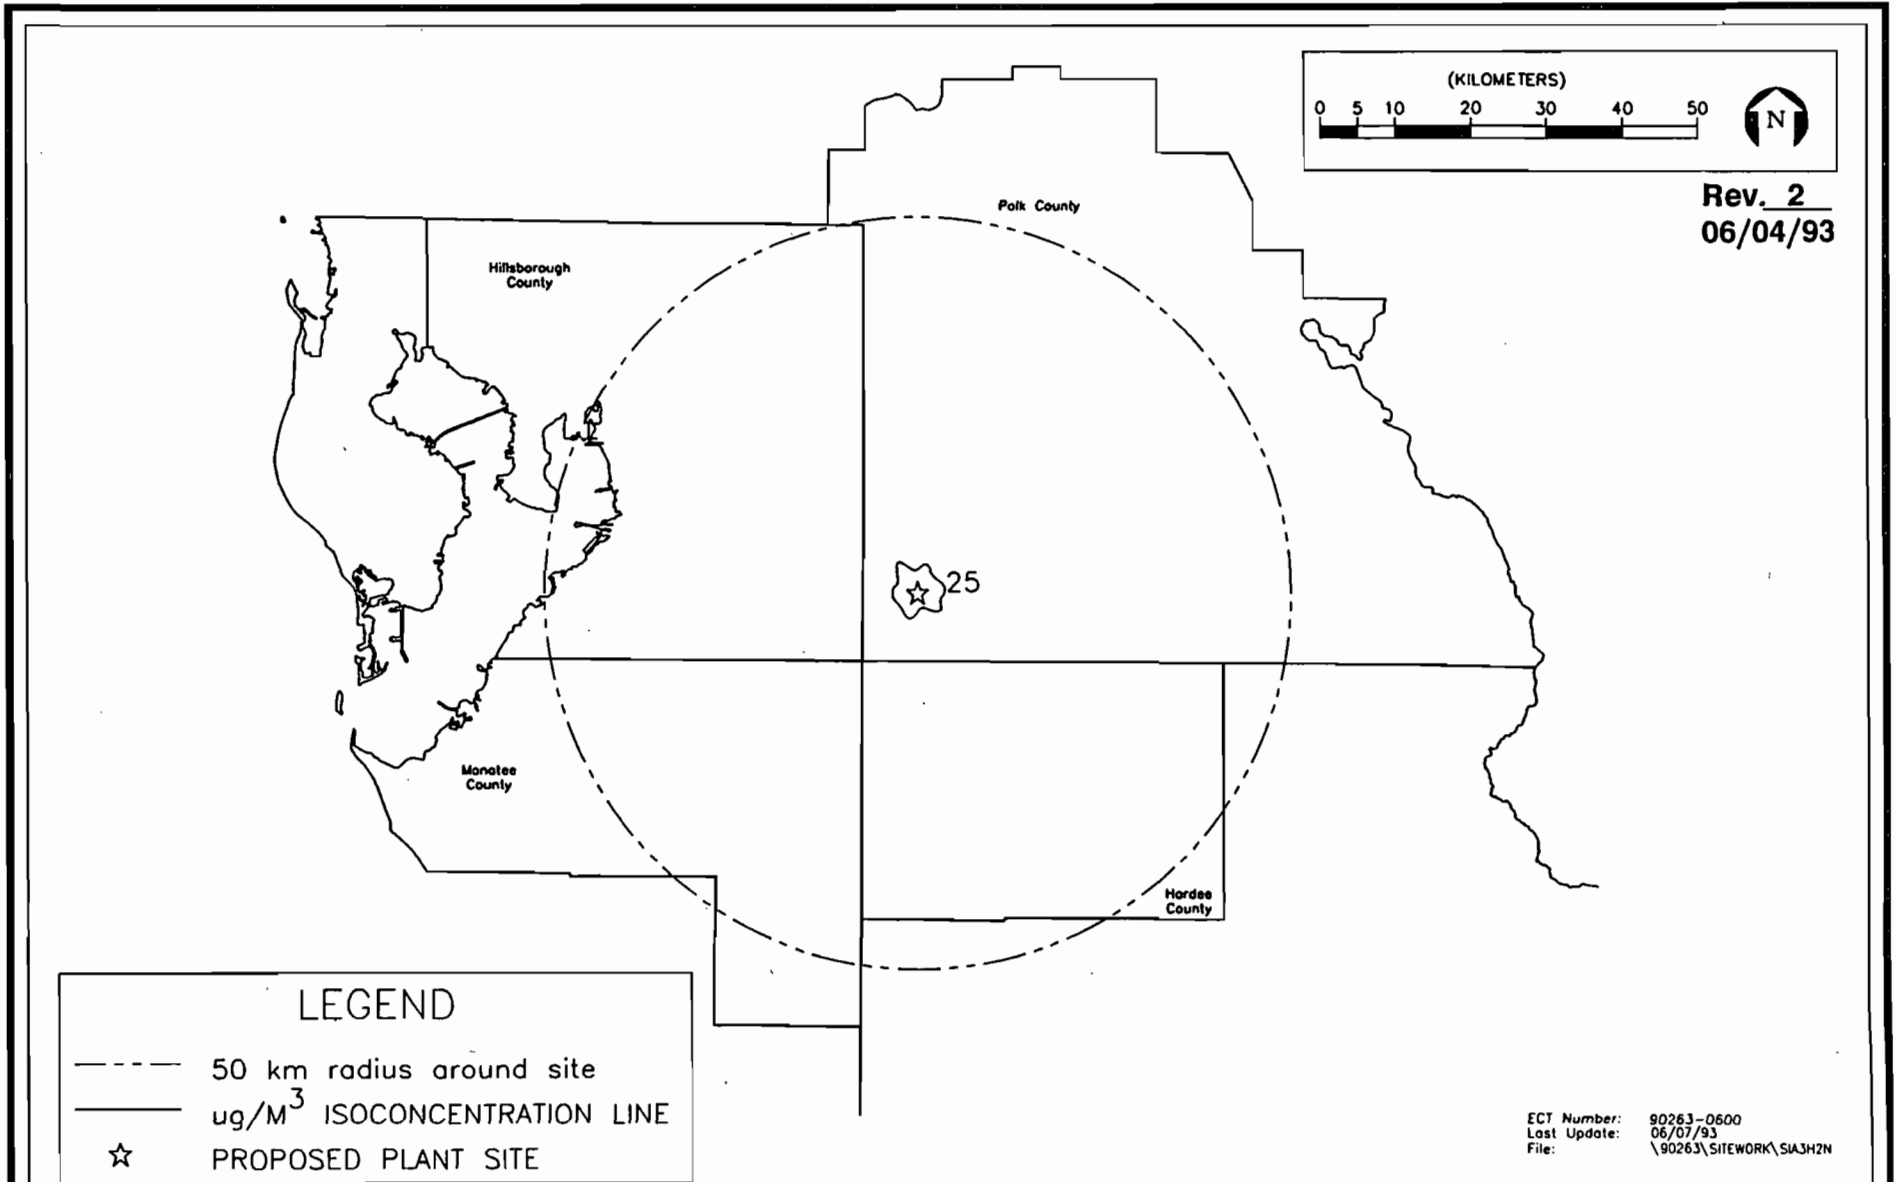 (KILOMETERS)
0 5 10 20 30 40 50
N
Rev. 2
06/04/93
Polk County
Hillsborough
County
25
Manatee
County
Hardee
County
LEGEND
50 km radius around site
ug/M³ ISOCONCENTRATION LINE
PROPOSED PLANT SITE
ECT Number: 90263-0600
Last Update: 06/07/93
File: \90263\SITEWORK\SIA3H2N